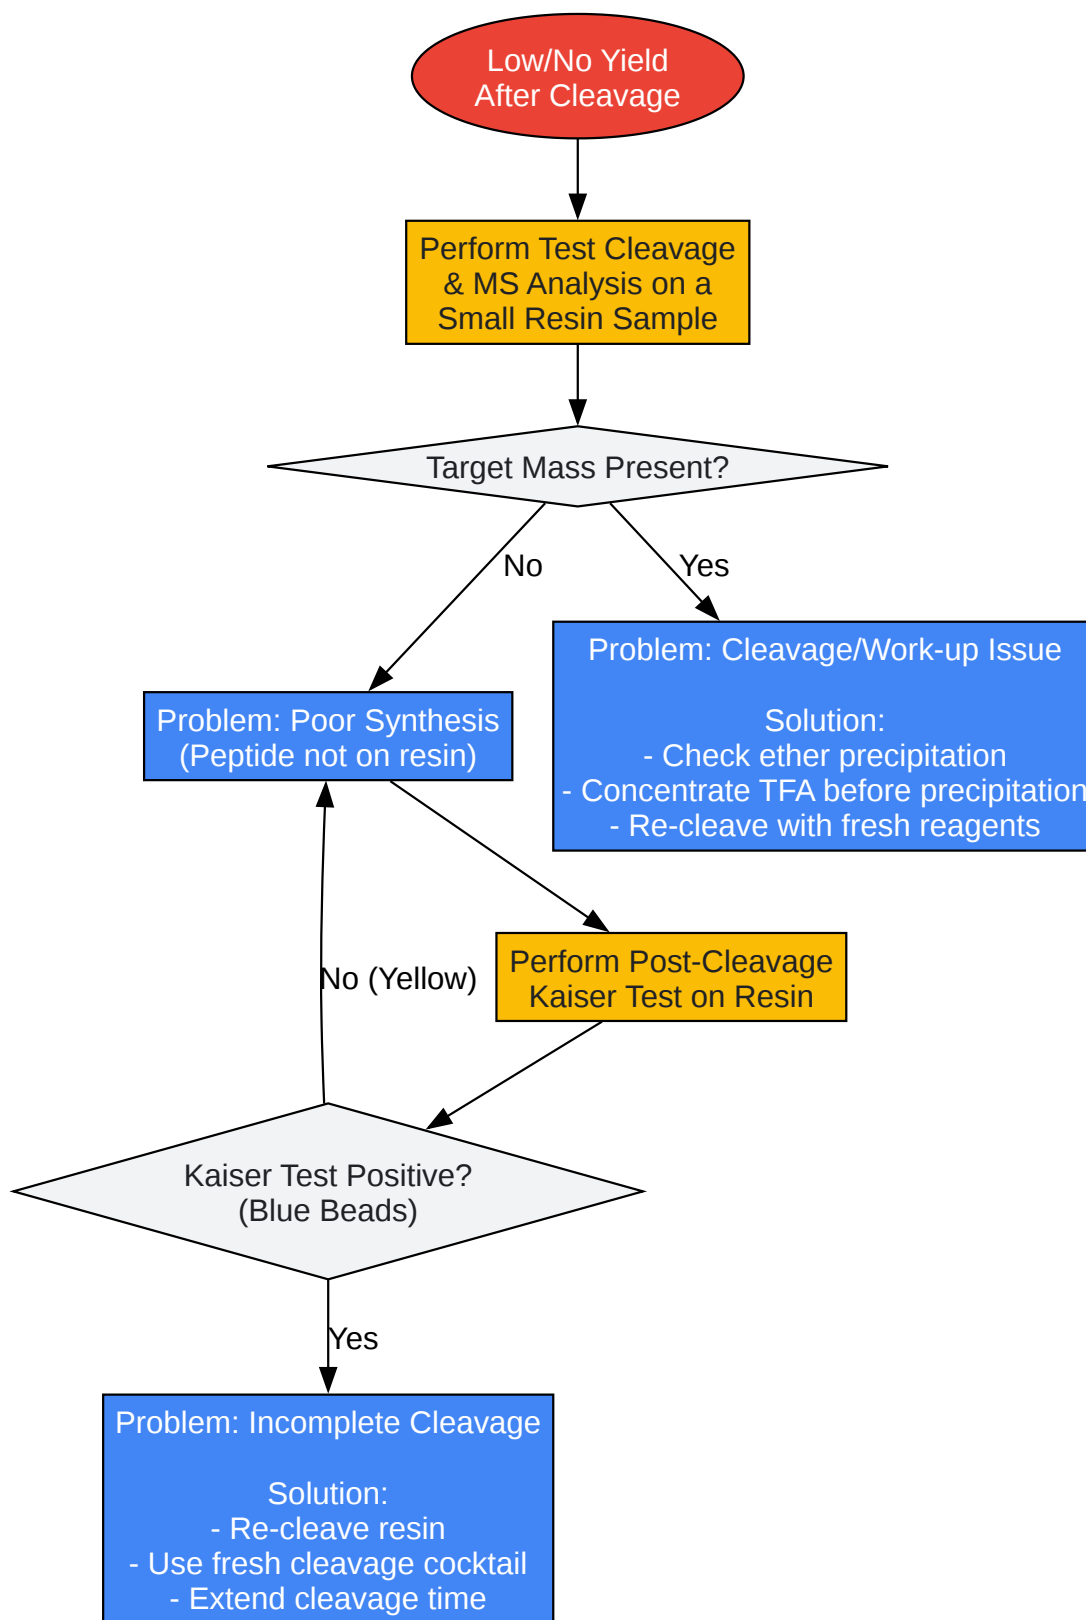 Low/No Yield
After Cleavage
Perform Test Cleavage
& MS Analysis on a
Small Resin Sample
Target Mass Present?
No
Yes
Problem: Cleavage/Work-up Issue
Solution:
- Check ether precipitation
- Concentrate TFA before precipitation
- Re-cleave with fresh reagents
Problem: Poor Synthesis
(Peptide not on resin)
Perform Post-Cleavage
Kaiser Test on Resin
No (Yellow)
Kaiser Test Positive?
(Blue Beads)
Yes
Problem: Incomplete Cleavage
Solution:
- Re-cleave resin
- Use fresh cleavage cocktail
- Extend cleavage time